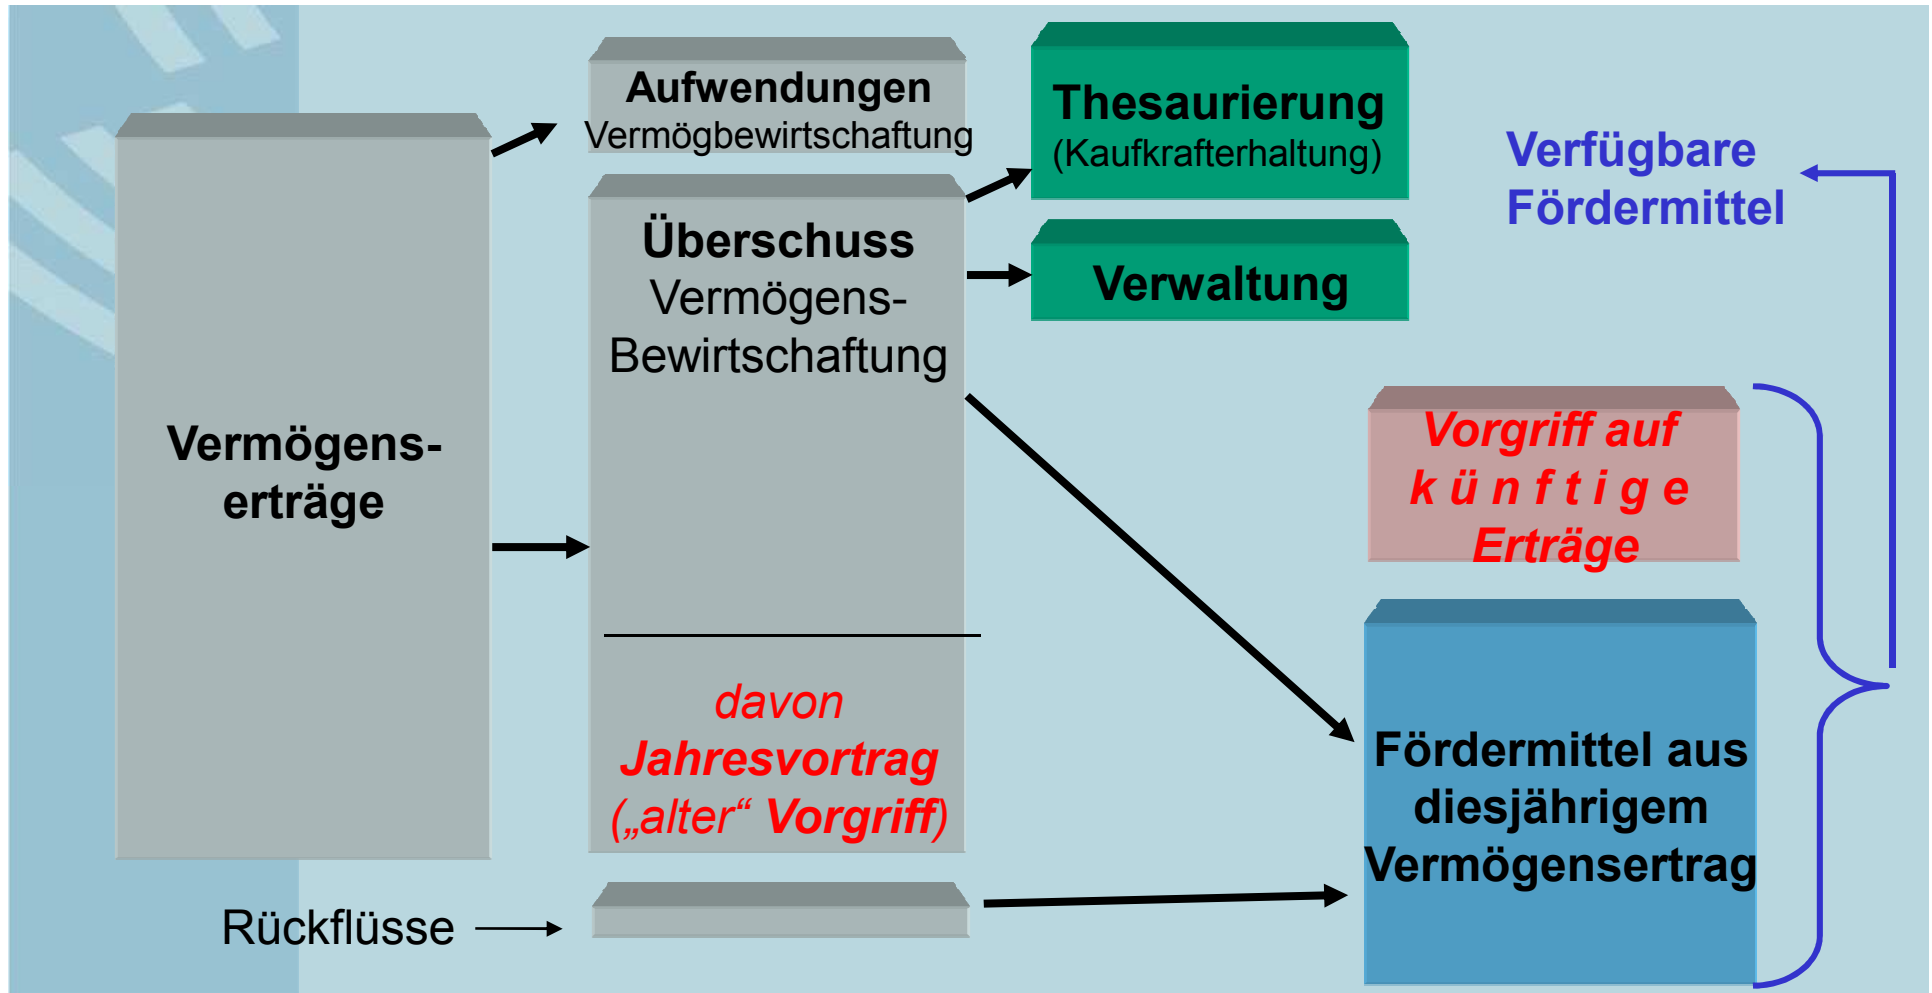 Aufwendungen
Vermögbewirtschaftung
Thesaurierung
(Kaufkrafterhaltung)
Verfügbare
Fördermittel
Überschuss
Vermögens-
Bewirtschaftung
Verwaltung
Vermögens-
erträge
Vorgriff auf
k ü n f t i g e
Erträge
davon
Jahresvortrag
(„alter“ Vorgriff)
Fördermittel aus
diesjährigem
Vermögensertrag
Rückflüsse